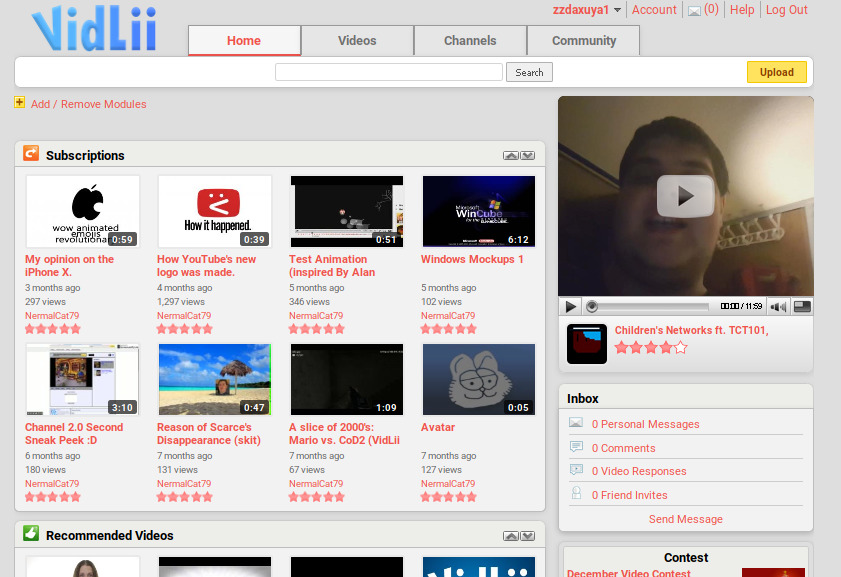 VidLii
zzdaxuya1 Account (0) Help Log Out
Home Videos Channels Community
Search
Upload
Add / Remove Modules
Subscriptions
wow animated
emojis
revolutionar
0:59
How it happened.
0:39
0:51
Microsoft
WinCube
for the
6:12
My opinion on the
iPhone X.
3 months ago
297 views
NermalCat79
How YouTube's new
logo was made.
4 months ago
1,297 views
NermalCat79
Test Animation
(inspired By Alan
5 months ago
346 views
NermalCat79
Windows Mockups 1
5 months ago
102 views
NermalCat79
3:10
0:47
1:09
0:05
Channel 2.0 Second
Sneak Peek :D
6 months ago
180 views
NermalCat79
Reason of Scarce's
Disappearance (skit)
7 months ago
131 views
NermalCat79
A slice of 2000's:
Mario vs. CoD2 (VidLii
7 months ago
67 views
NermalCat79
Avatar
7 months ago
127 views
NermalCat79
Recommended Videos
00:00 / 11:59
Children's Networks ft. TCT101,
Inbox
0 Personal Messages
0 Comments
0 Video Responses
0 Friend Invites
Send Message
Contest
December Video Contest